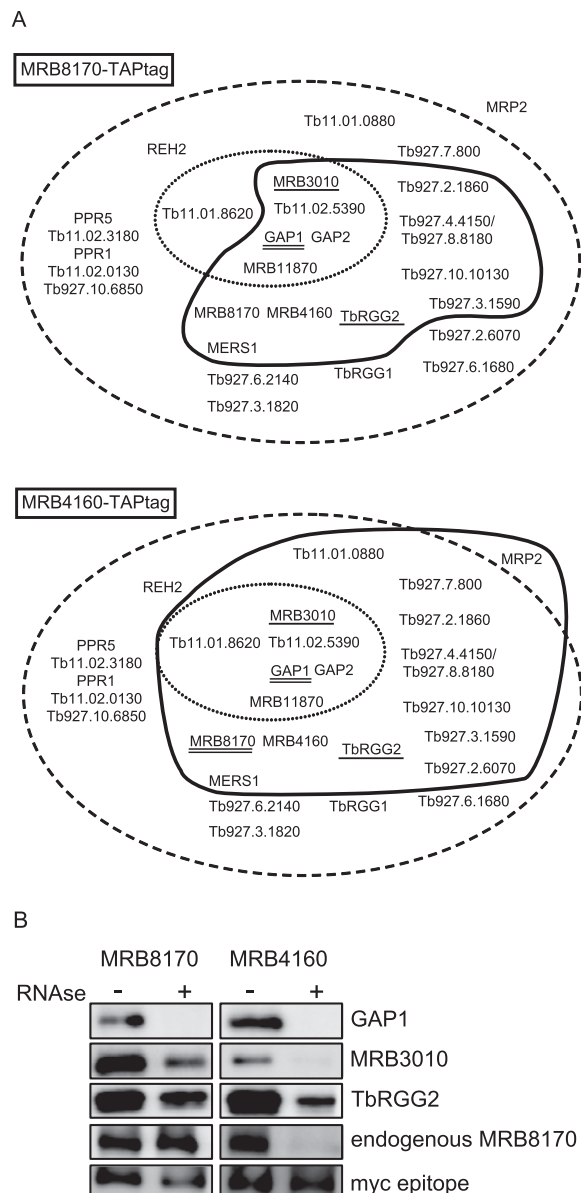 A
MRB8170-TAPtag
MRP2
Tb11.01.0880
REH2
Tb927.7.800
MRB3010
Tb927.2.1860
Tb11.01.8620
Tb11.02.5390
PPR5
Tb11.02.3180
PPR1
Tb11.02.0130
Tb927.10.6850
Tb927.4.4150/
Tb927.8.8180
GAP1 GAP2
MRB11870
Tb927.10.10130
MRB8170 MRB4160 TbRGG2
Tb927.3.1590
Tb927.2.6070
MERS1
TbRGG1
Tb927.6.1680
Tb927.6.2140
Tb927.3.1820
MRB4160-TAPtag
Tb11.01.0880
MRP2
REH2
Tb927.7.800
MRB3010
Tb927.2.1860
Tb11.01.8620 Tb11.02.5390
PPR5
Tb11.02.3180
PPR1
Tb11.02.0130
Tb927.10.6850
Tb927.4.4150/
Tb927.8.8180
GAP1 GAP2
MRB11870
Tb927.10.10130
MRB8170 MRB4160 TbRGG2
Tb927.3.1590
Tb927.2.6070
MERS1
Tb927.6.2140
TbRGG1
Tb927.6.1680
Tb927.3.1820
B
MRB8170 MRB4160
RNAse - + - +
GAP1
MRB3010
TbRGG2
endogenous MRB8170
myc epitope